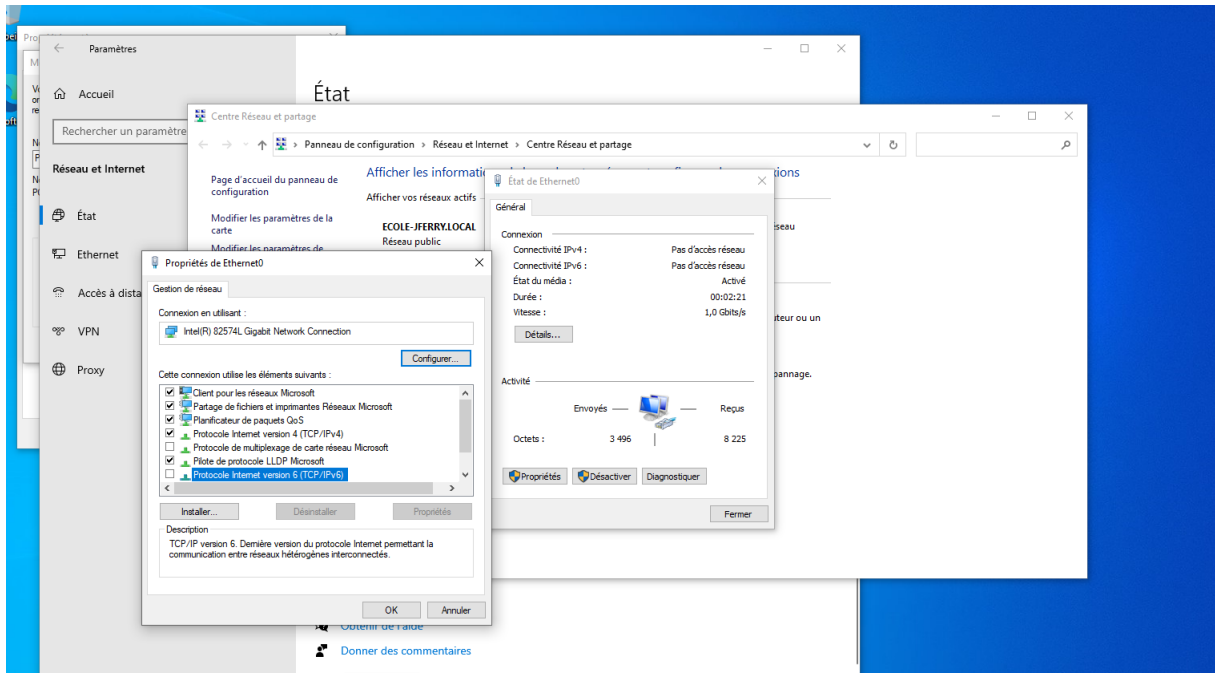 Paramètres
Accueil
Rechercher un paramètre
Réseau et Internet
État
Ethernet
Accès à dista
VPN
Proxy
État
Obtenir de l'aide
Donner des commentaires
Centre Réseau et partage
Panneau de configuration > Réseau et Internet > Centre Réseau et partage
Page d'accueil du panneau de
configuration
Modifier les paramètres de la
carte
Modifier les paramètres de
Afficher les informati
xions
Afficher vos réseaux actifs
ECOLE-JFERRY.LOCAL
Réseau public
éseau
ateur ou un
pannage.
État de Ethernet0
Général
Connexion
Connectivité IPv4 : Pas d'accès réseau
Connectivité IPv6 : Pas d'accès réseau
État du média : Activé
Durée : 00:02:21
Vitesse : 1,0 Gbits/s
Détails...
Activité
Envoyés Reçus
Octets : 3 496 8 225
Propriétés Désactiver Diagnostiquer
Fermer
Propriétés de Ethernet0
Gestion de réseau
Connexion en utilisant :
Intel(R) 82574L Gigabit Network Connection
Configurer...
Cette connexion utilise les éléments suivants :
Client pour les réseaux Microsoft
Partage de fichiers et imprimantes Réseaux Microsoft
Planificateur de paquets QoS
Protocole Internet version 4 (TCP/IPv4)
Protocole de multiplexage de carte réseau Microsoft
Pilote de protocole LLDP Microsoft
Protocole Internet version 6 (TCP/IPv6)
Installer... Désinstaller Propriétés
Description
TCP/IP version 6. Dernière version du protocole Internet permettant la
communication entre réseaux hétérogènes interconnectés.
OK Annuler